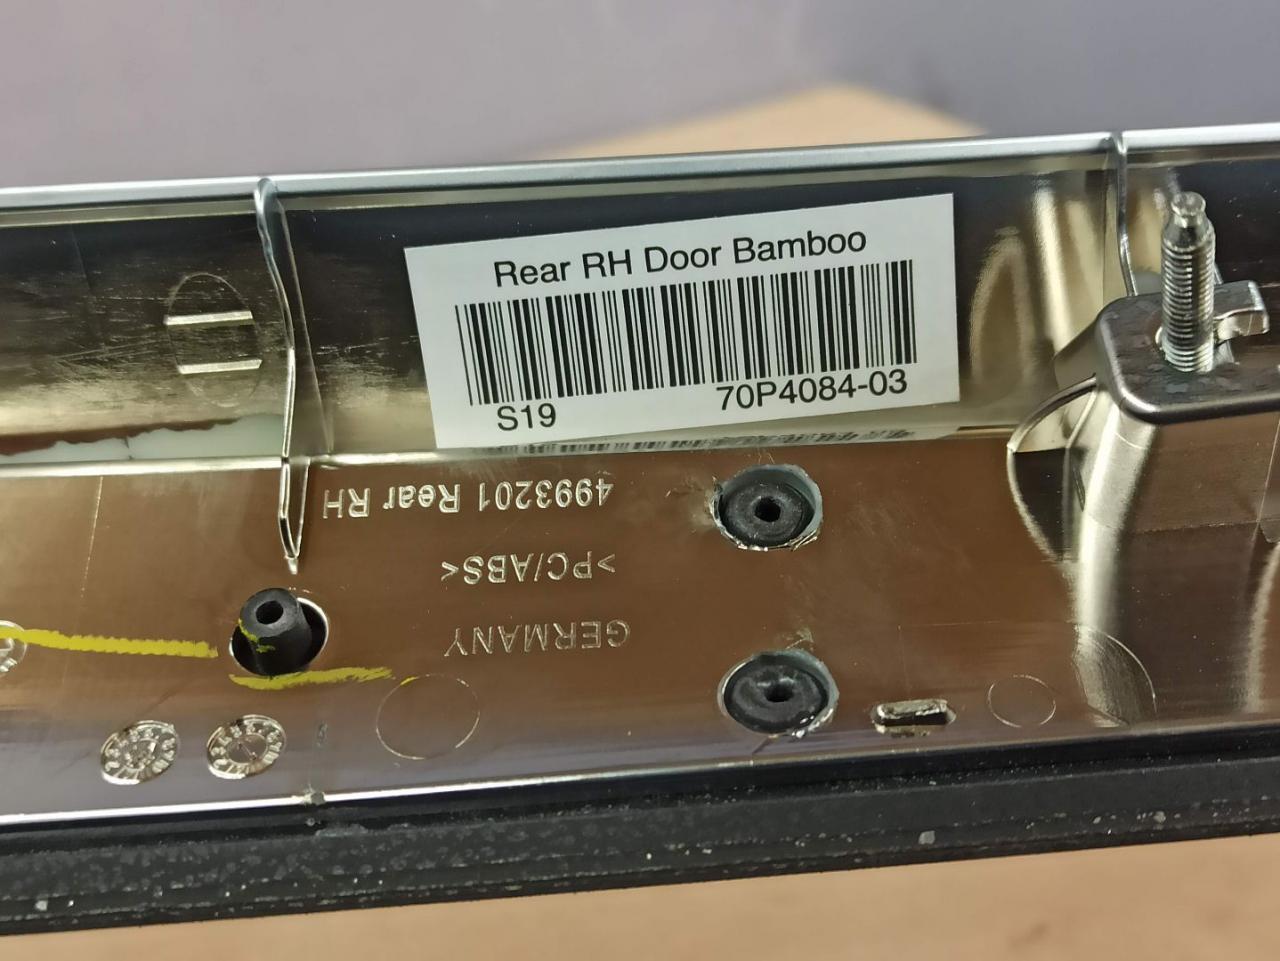 Rear RH Door Bamboo
S19
70P4084-03
4993201 Rear RH
>PC/ABS<
GERMANY